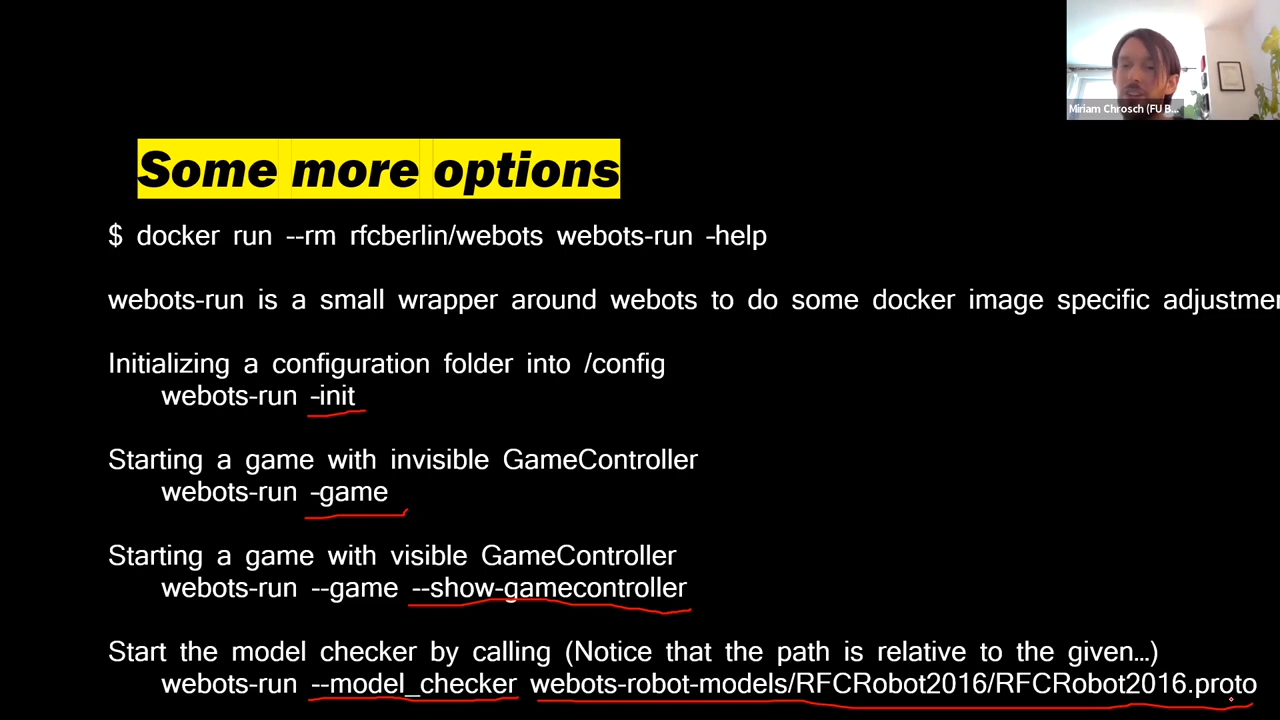 Miriam Chrosch (FU B...
Some more options
$ docker run --rm rfcberlin/webots webots-run –help
webots-run is a small wrapper around webots to do some docker image specific adjustmen
Initializing a configuration folder into /config
webots-run –init
Starting a game with invisible GameController
webots-run –game
Starting a game with visible GameController
webots-run --game --show-gamecontroller
Start the model checker by calling (Notice that the path is relative to the given…)
webots-run --model_checker webots-robot-models/RFCRobot2016/RFCRobot2016.proto